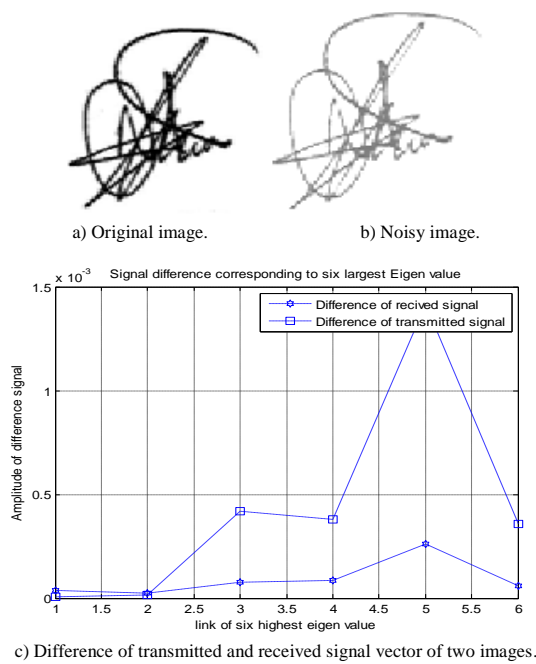 a) Original image.
b) Noisy image.
x 10-3
Signal difference corresponding to six largest Eigen value
1.5
1
0.5
0
Amplitude of difference signal
Difference of recived signal
Difference of transmitted signal
1 1.5 2 2.5 3 3.5 4 4.5 5 5.5 6
link of six highest eigen value
c) Difference of transmitted and received signal vector of two images.